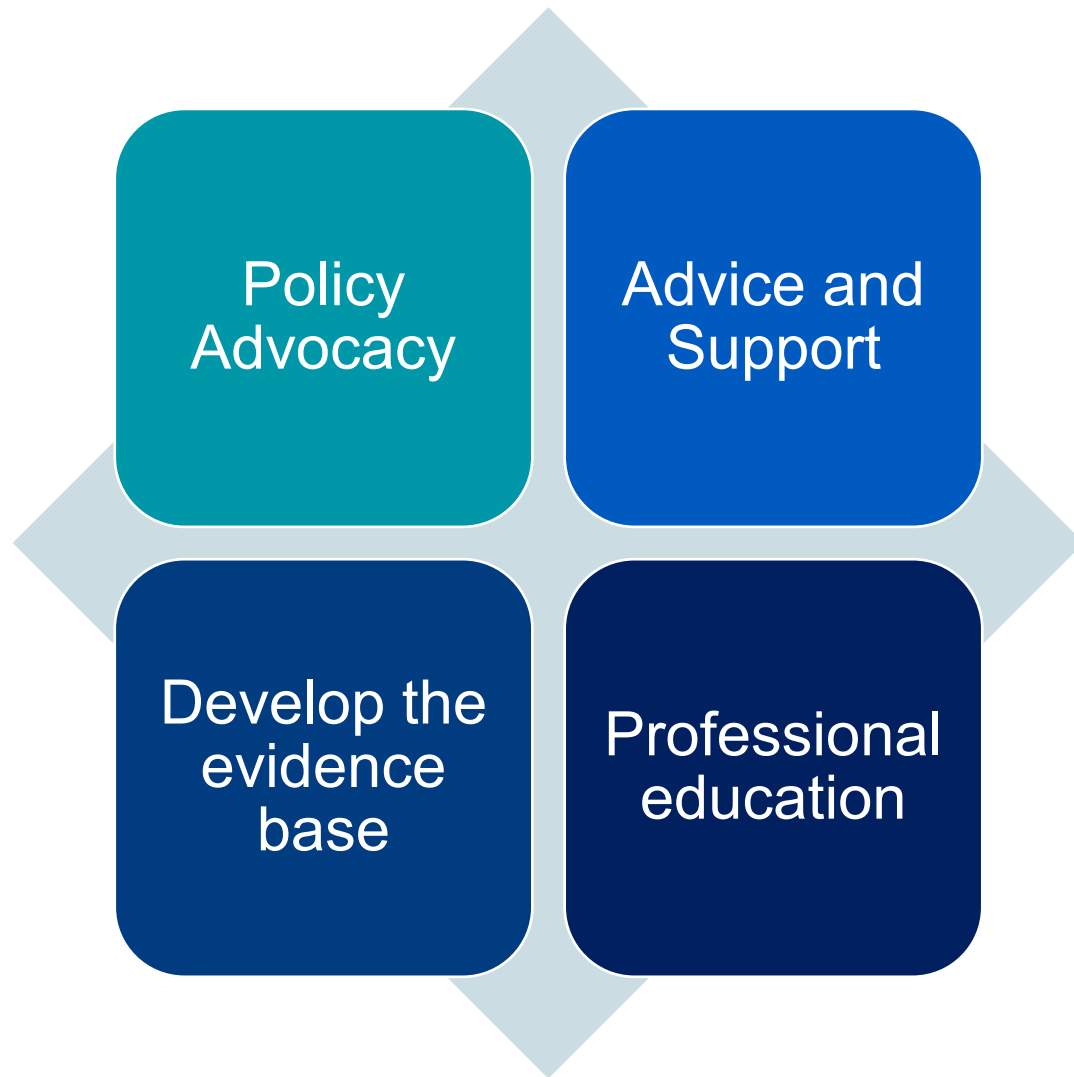 Policy
Advocacy
Advice and
Support
Develop the
evidence
base
Professional
education